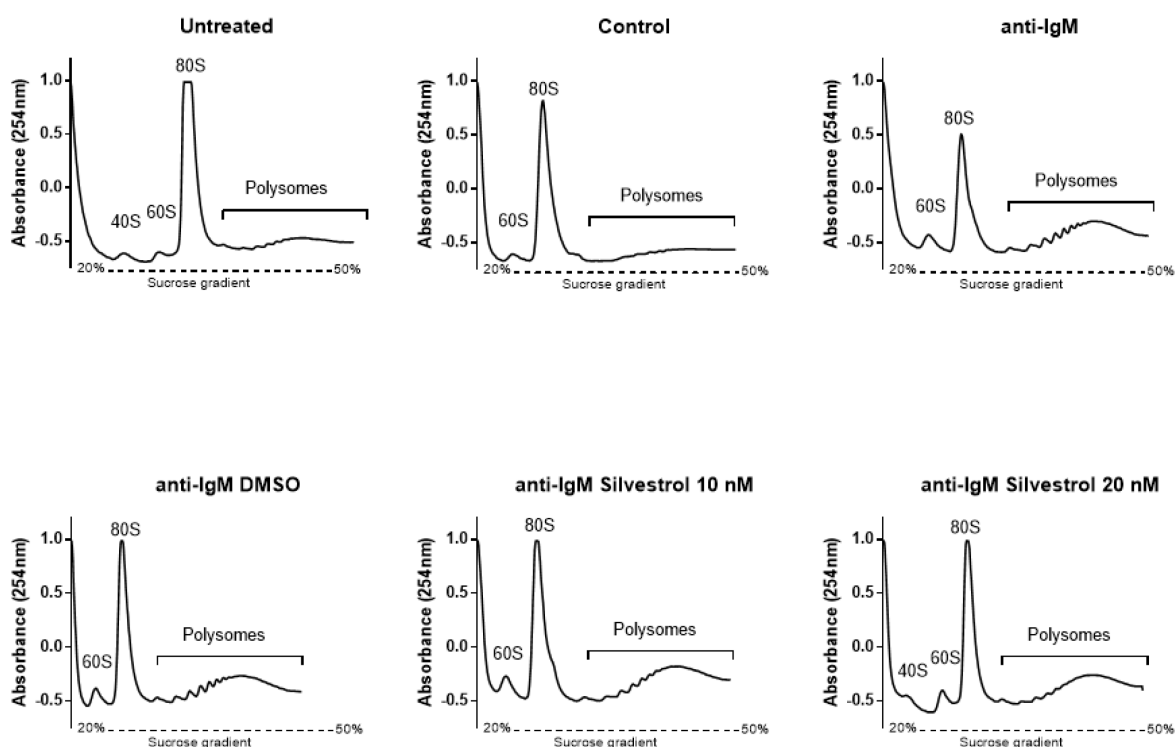 Untreated
Absorbance (254nm)
1.0
0.5
0.0
-0.5
40S
60S
80S
Polysomes
20%
50%
Sucrose gradient
Control
Absorbance (254nm)
1.0
0.5
0.0
-0.5
60S
80S
Polysomes
20%
50%
Sucrose gradient
anti-IgM
Absorbance (254nm)
1.0
0.5
0.0
-0.5
60S
80S
Polysomes
20%
50%
Sucrose gradient
anti-IgM DMSO
Absorbance (254nm)
1.0
0.5
0.0
-0.5
60S
80S
Polysomes
20%
50%
Sucrose gradient
anti-IgM Silvestrol 10 nM
Absorbance (254nm)
1.0
0.5
0.0
-0.5
60S
80S
Polysomes
20%
50%
Sucrose gradient
anti-IgM Silvestrol 20 nM
Absorbance (254nm)
1.0
0.5
0.0
-0.5
40S
60S
80S
Polysomes
20%
50%
Sucrose gradient